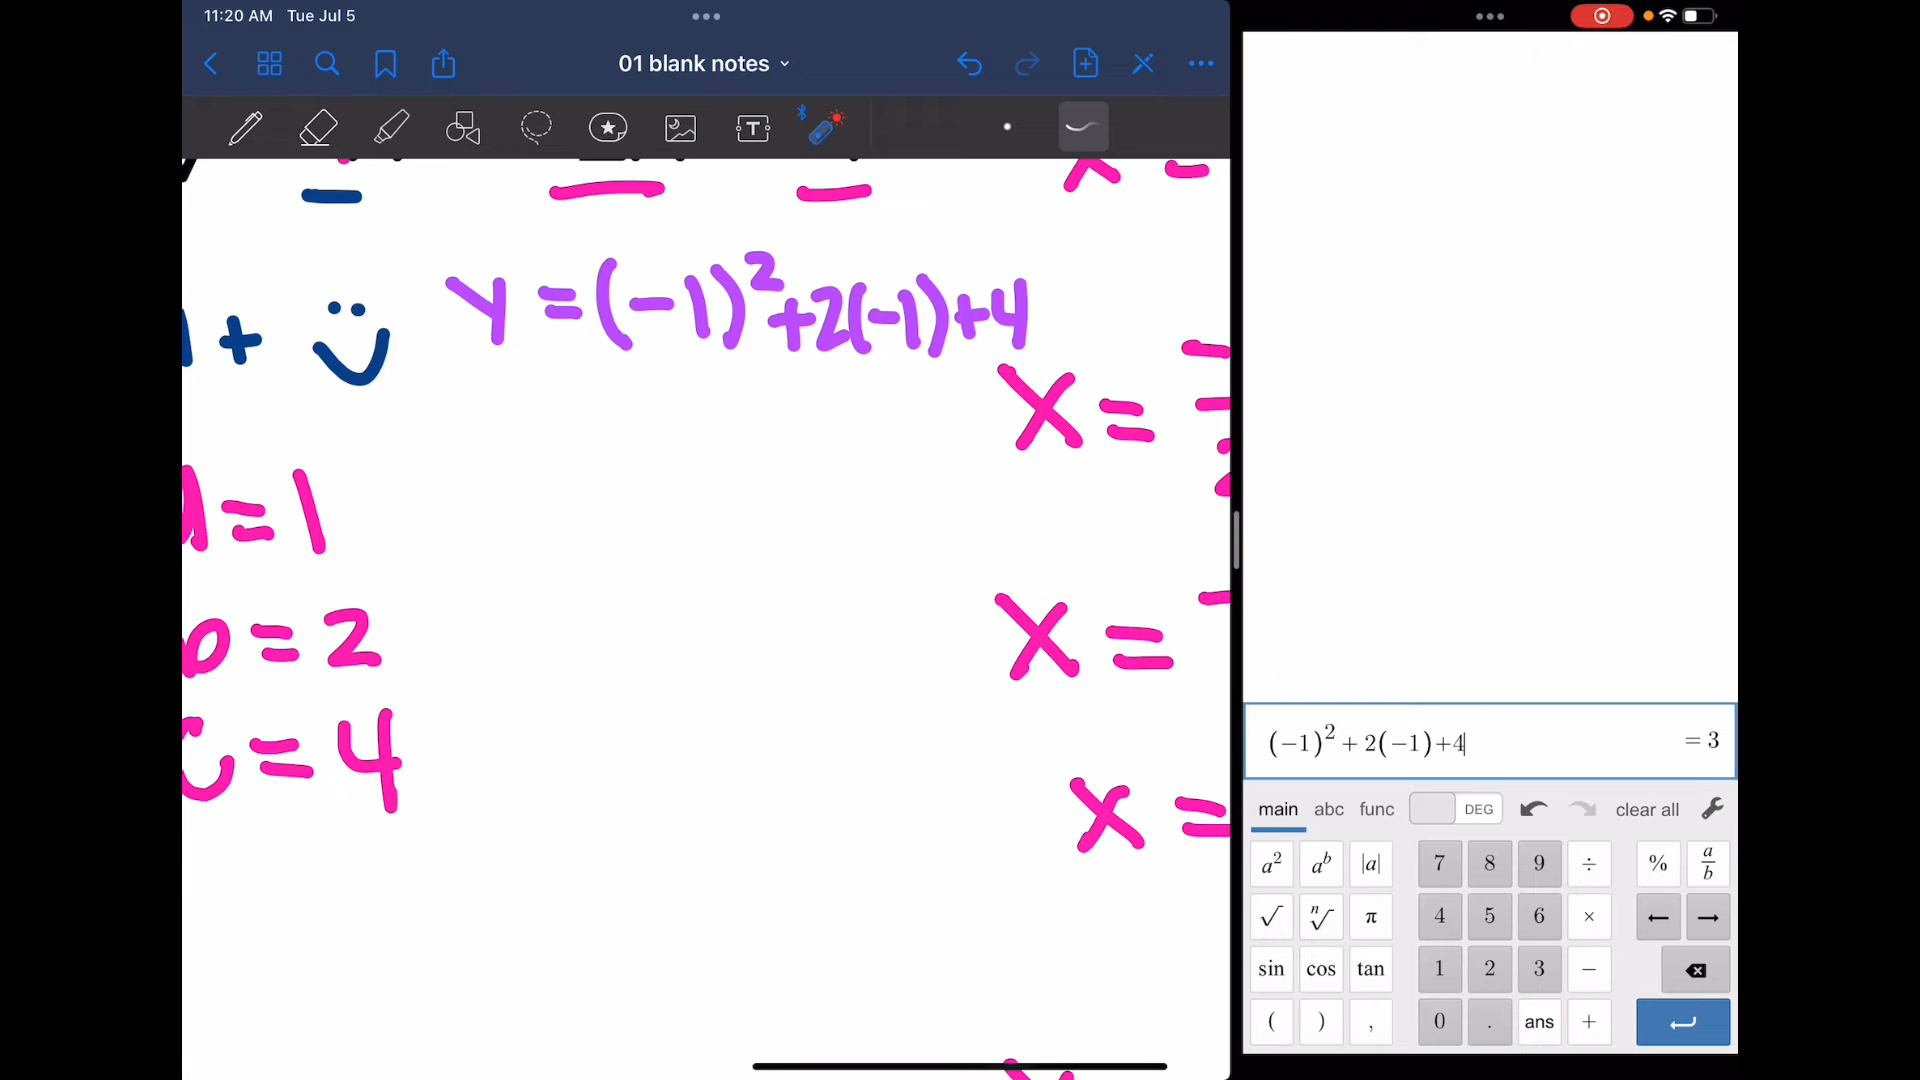 11:20 AM Tue Jul 5
01 blank notes
T
x =
y = (-1)² + 2(-1) + 4
+
x =
= 1
b = 2
x =
c = 4
x =
(−1)² + 2(−1)+4 = 3
main abc func DEG clear all
a² aᵇ |a| 7 8 9 ÷ % a/b
√ ⁿ√ π 4 5 6 × ← →
sin cos tan 1 2 3 −
( ) , 0 . ans +